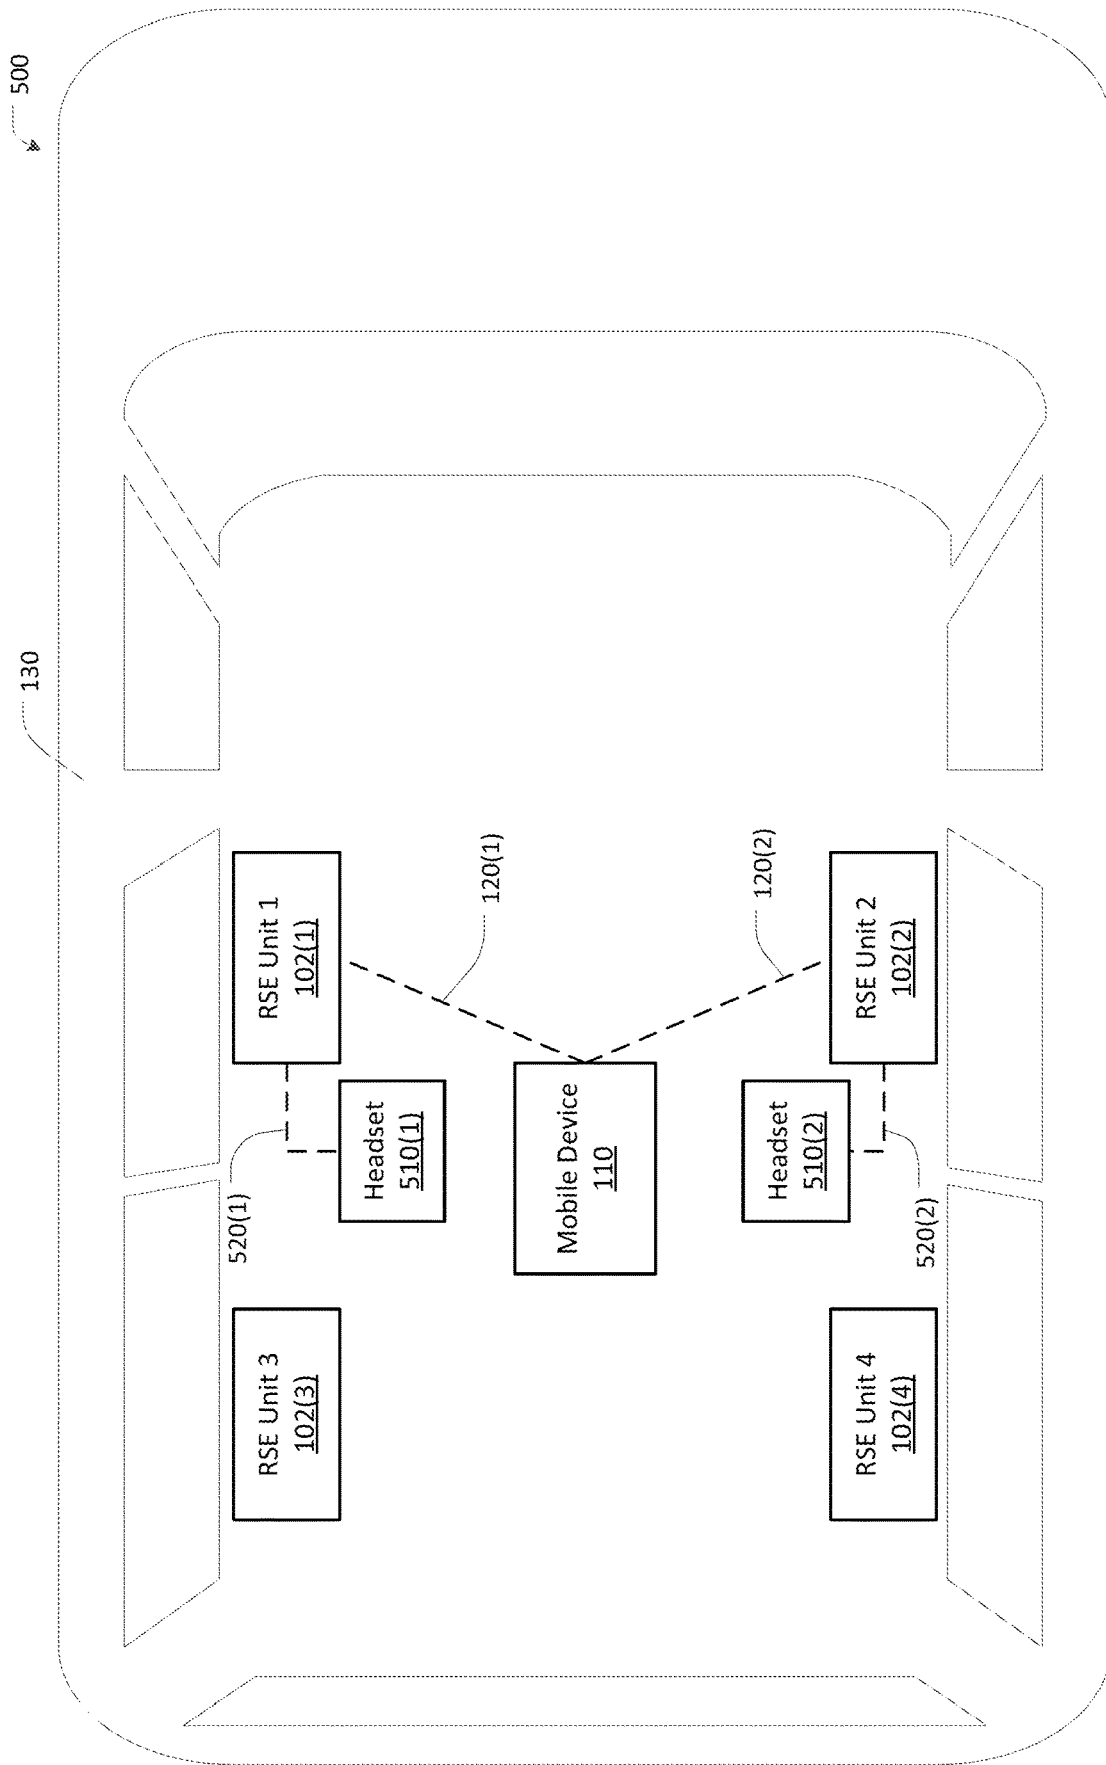 500
130
520(1)
RSE Unit 3
102(3)
RSE Unit 1
102(1)
Headset
510(1)
120(1)
Mobile Device
110
120(2)
Headset
510(2)
RSE Unit 4
102(4)
RSE Unit 2
102(2)
520(2)